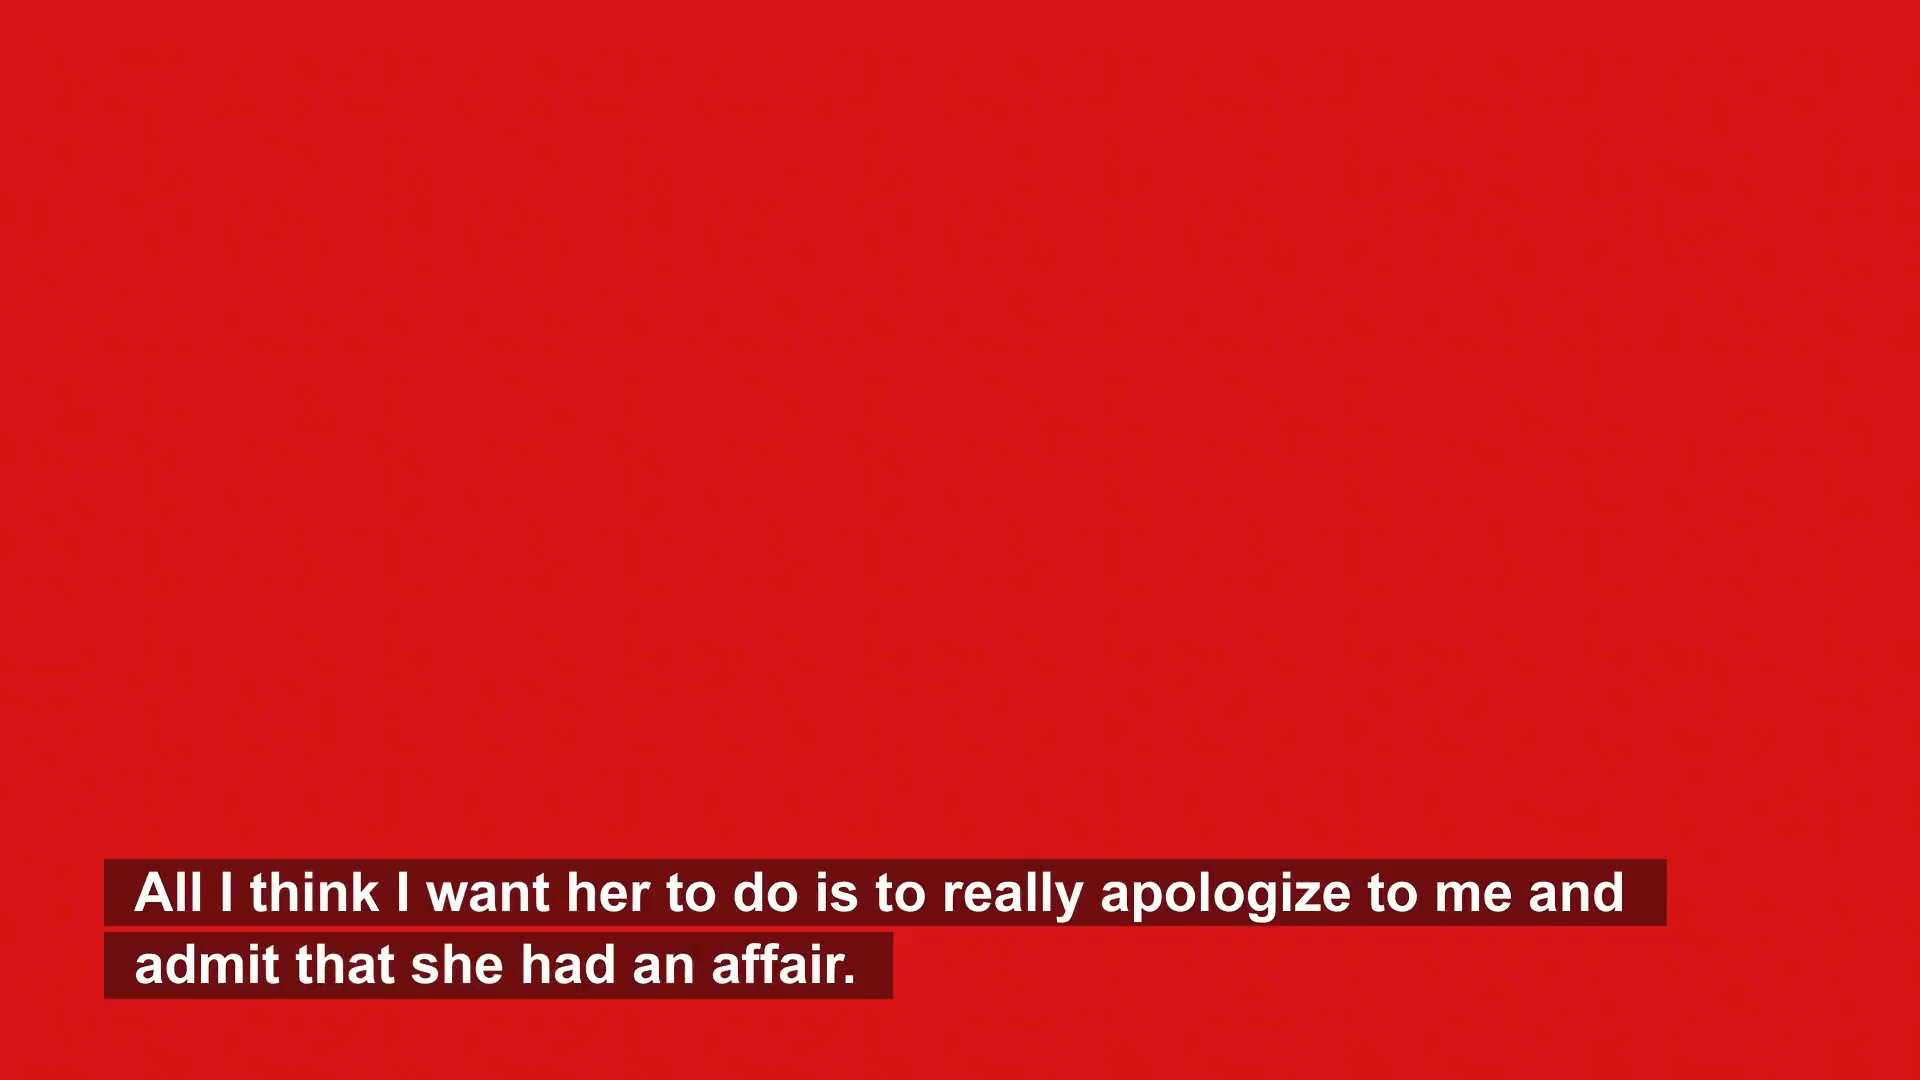 All I think I want her to do is to really apologize to me and
admit that she had an affair.